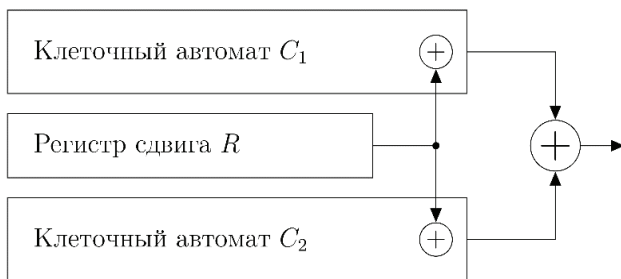 Клеточный автомат C₁
Регистр сдвига R
Клеточный автомат C₂